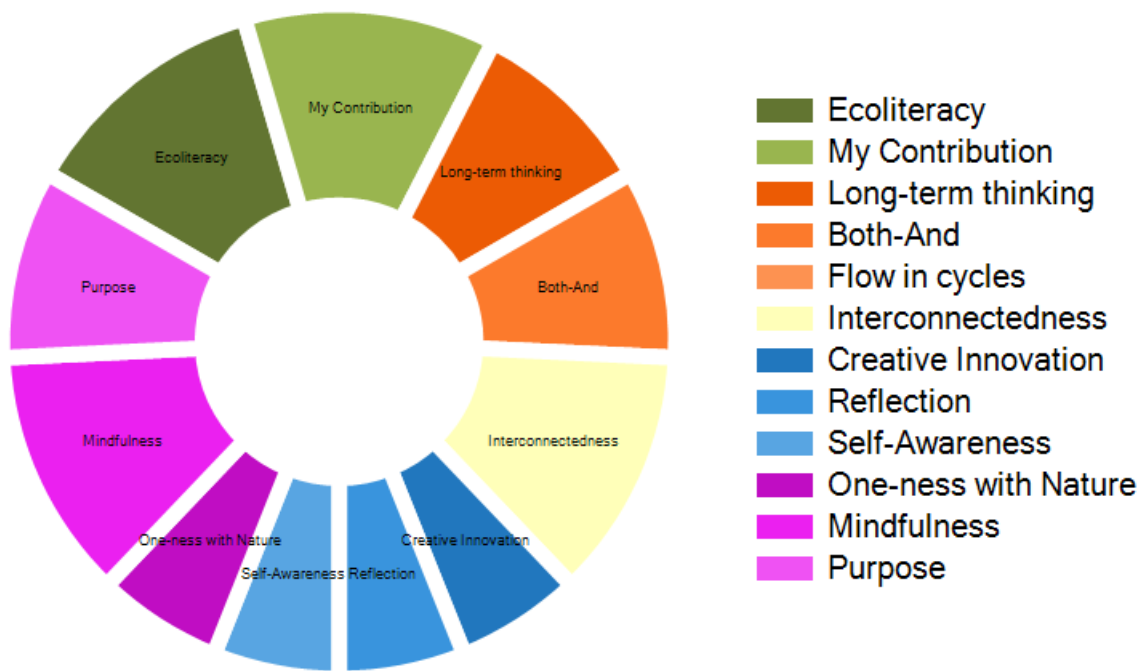 My Contribution
Ecoliteracy
Long-term thinking
Purpose
Both-And
Mindfulness
Interconnectedness
One-ness with Nature
Creative Innovation
Self-Awareness
Reflection
Ecoliteracy
My Contribution
Long-term thinking
Both-And
Flow in cycles
Interconnectedness
Creative Innovation
Reflection
Self-Awareness
One-ness with Nature
Mindfulness
Purpose